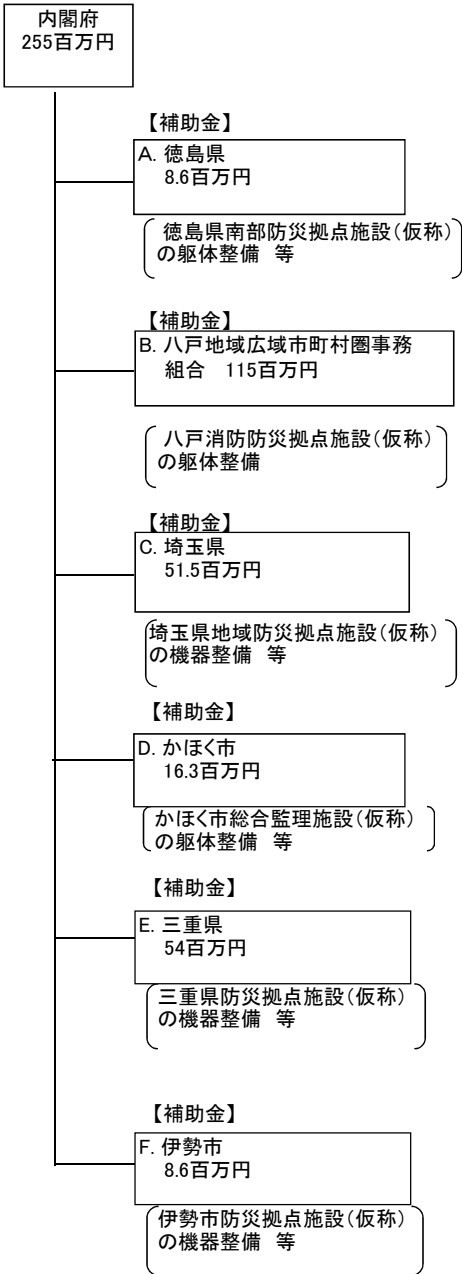 内閣府
255百万円
【補助金】
A. 徳島県
8.6百万円
徳島県南部防災拠点施設(仮称)
の躯体整備 等
【補助金】
B. 八戸地域広域市町村圏事務
組合 115百万円
八戸消防防災拠点施設(仮称)
の躯体整備
【補助金】
C. 埼玉県
51.5百万円
埼玉県地域防災拠点施設(仮称)
の機器整備 等
【補助金】
D. かほく市
16.3百万円
かほく市総合監理施設(仮称)
の躯体整備 等
【補助金】
E. 三重県
54百万円
三重県防災拠点施設(仮称)
の機器整備 等
【補助金】
F. 伊勢市
8.6百万円
伊勢市防災拠点施設(仮称)
の機器整備 等